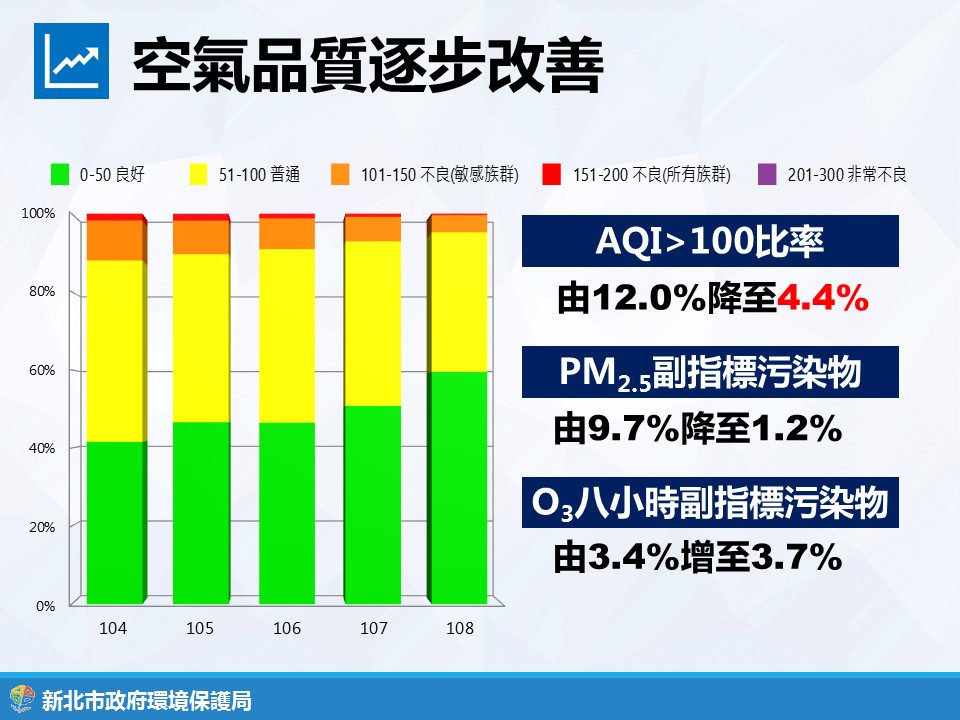 空氣品質逐步改善
0-50 良好
51-100 普通
101-150 不良(敏感族群)
151-200 不良(所有族群)
201-300 非常不良
100%
80%
60%
40%
20%
0%
104
105
106
107
108
AQI>100比率
由12.0%降至4.4%
PM2.5副指標污染物
由9.7%降至1.2%
O3八小時副指標污染物
由3.4%增至3.7%
新北市政府環境保護局